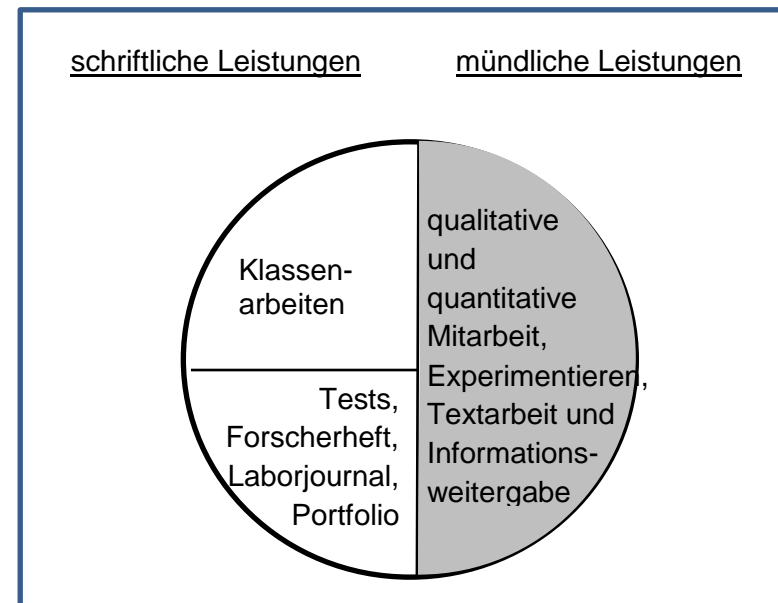 schriftliche Leistungen
mündliche Leistungen
Klassen-
arbeiten
Tests,
Forscherheft,
Laborjournal,
Portfolio
qualitative
und
quantitative
Mitarbeit,
Experimentieren,
Textarbeit und
Informations-
weitergabe